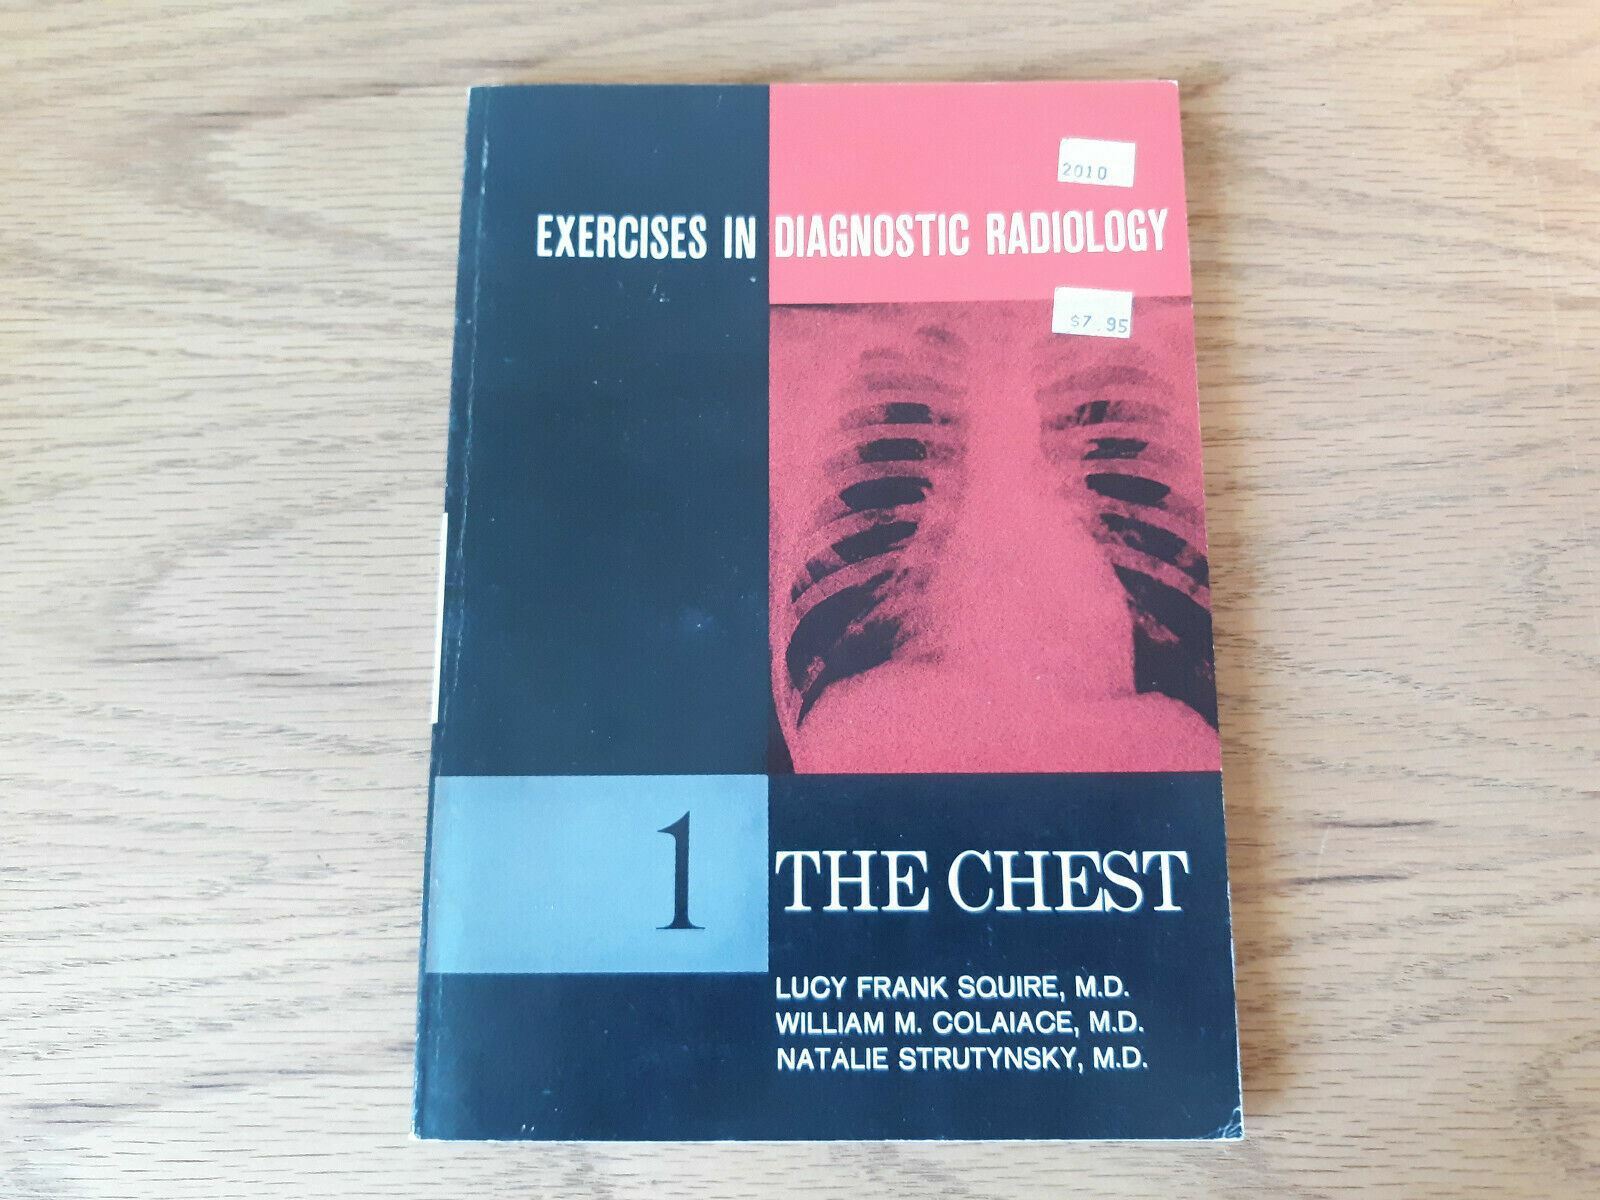 2010
EXERCISES IN DIAGNOSTIC RADIOLOGY
$7.95
1 THE CHEST
LUCY FRANK SQUIRE, M.D.
WILLIAM M. COLAIACE, M.D.
NATALIE STRUTYNSKY, M.D.